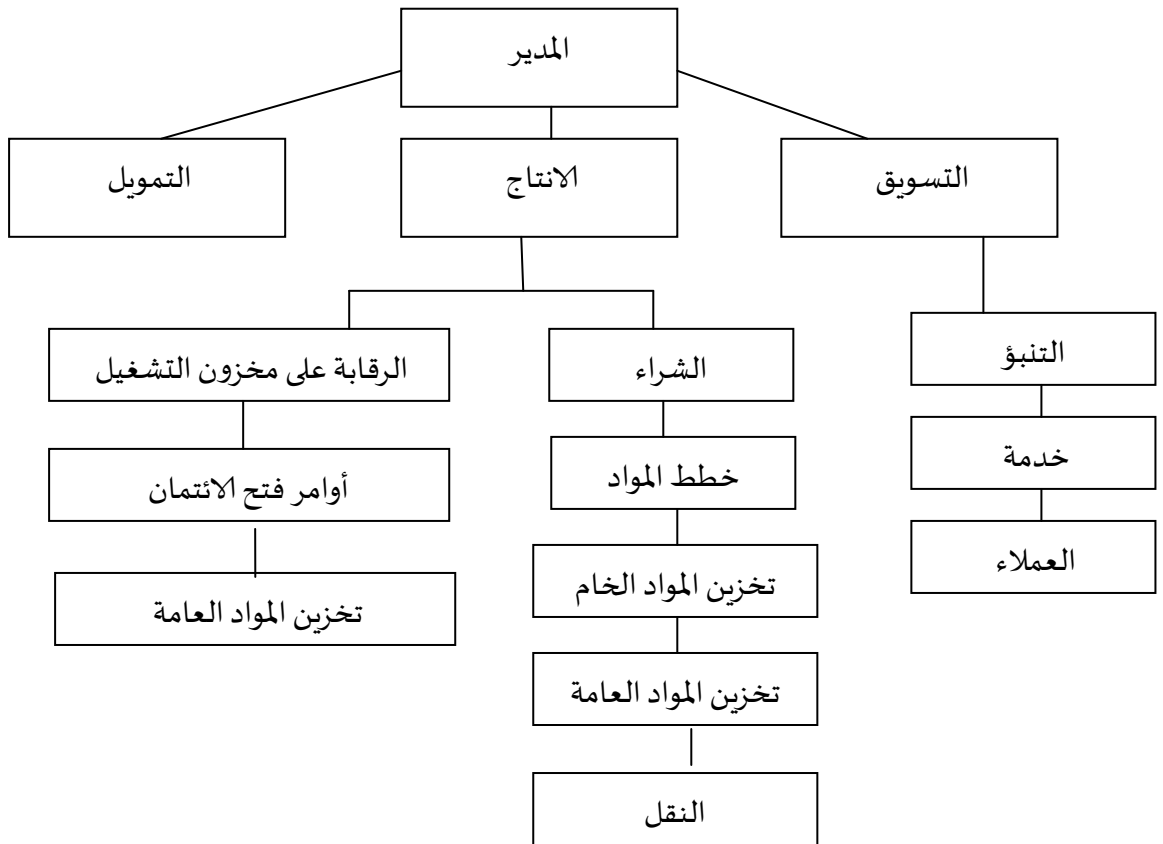 المدير
التسويق
الانتاج
التمويل
التنبؤ
خدمة
العملاء
الشراء
خطط المواد
تخزين المواد الخام
تخزين المواد العامة
النقل
الرقابة على مخزون التشغيل
أوامر فتح الائتمان
تخزين المواد العامة